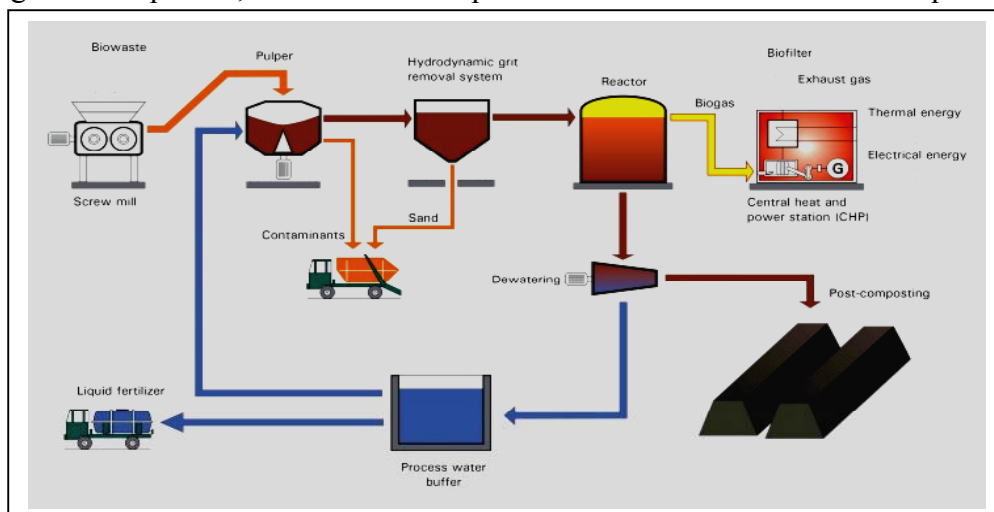 Biowaste
Pulper
Hydrodynamic grit
removal system
Reactor
Biogas
Biofilter
Exhaust gas
Thermal energy
Electrical energy
G
Central heat and
power station (CHP)
Screw mill
Sand
Contaminants
Dewatering
Post-composting
Liquid fertilizer
Process water
buffer